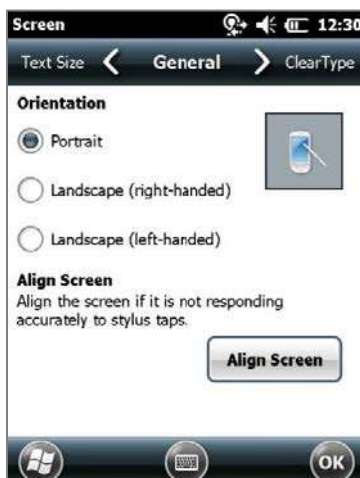 Screen 12:30
Text Size General ClearType
Orientation
Portrait
Landscape (right-handed)
Landscape (left-handed)
Align Screen
Align the screen if it is not responding
accurately to stylus taps.
Align Screen
OK